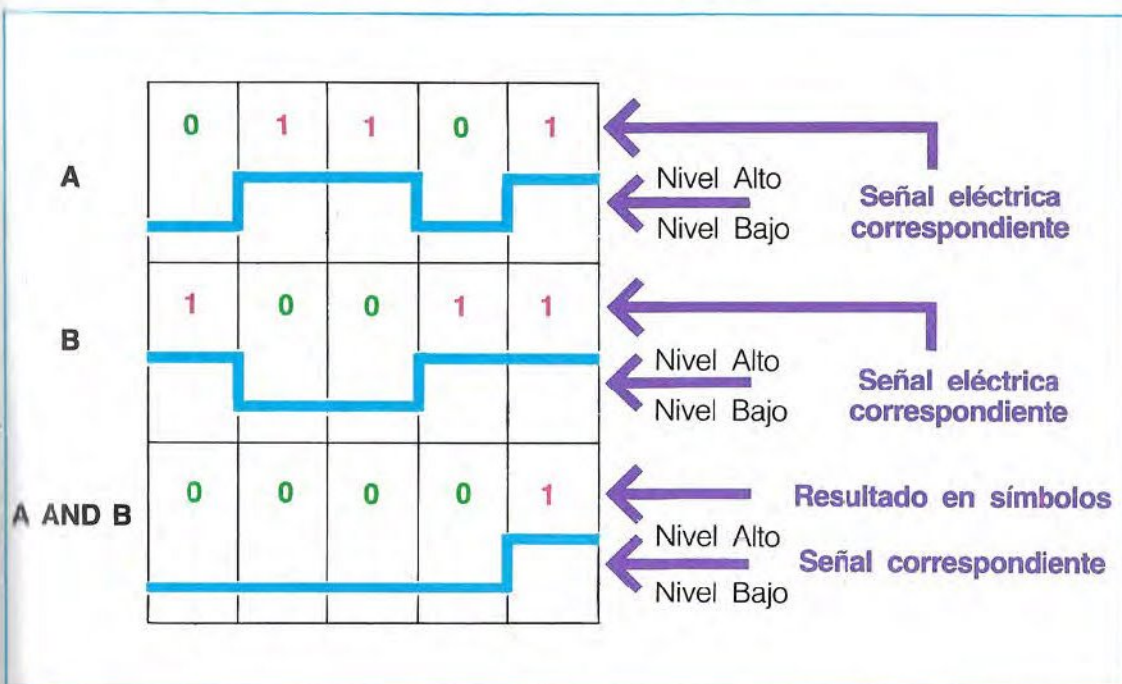 0 1 1 0 1
A
Nivel Alto
Nivel Bajo
Señal eléctrica
correspondiente
1 0 0 1 1
B
Nivel Alto
Nivel Bajo
Señal eléctrica
correspondiente
0 0 0 0 1
A AND B
Resultado en símbolos
Nivel Alto
Señal correspondiente
Nivel Bajo